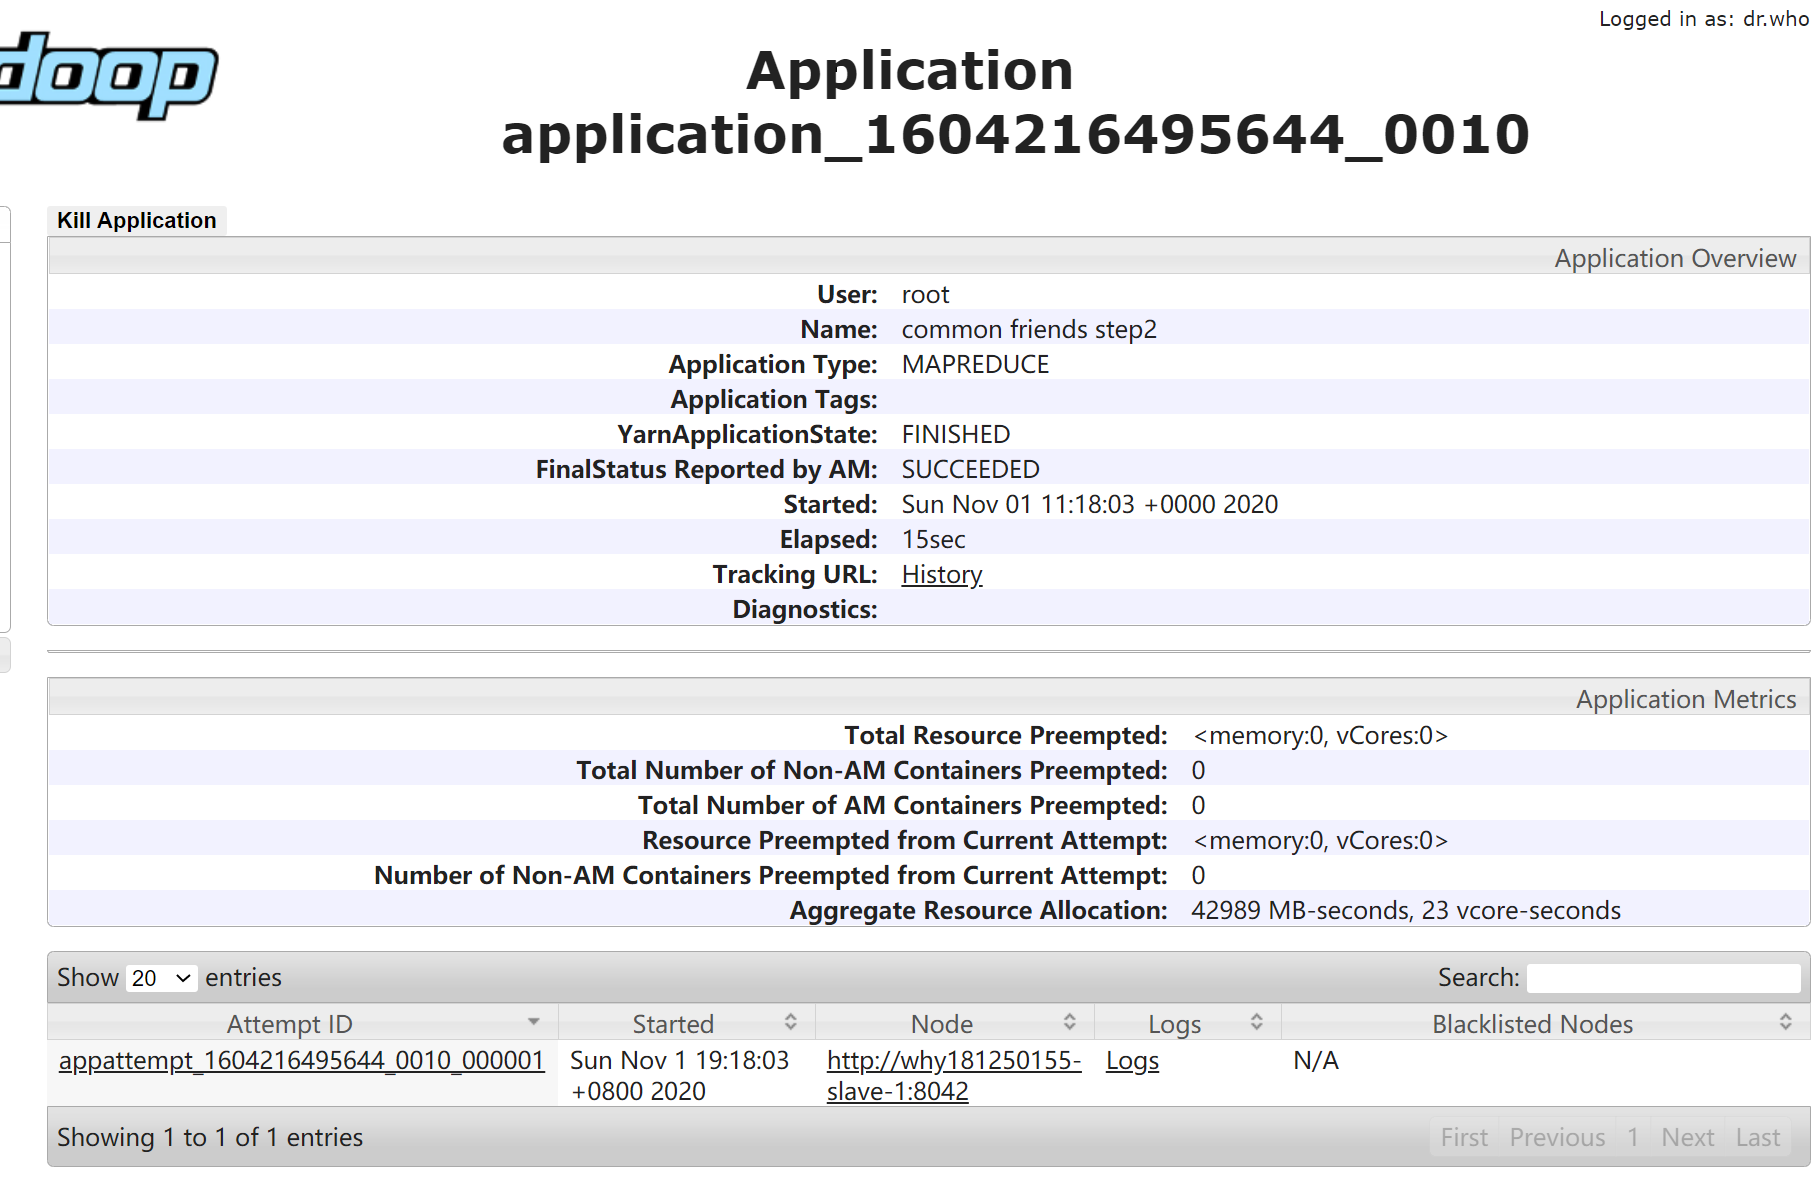 Logged in as: dr.who
doop
Application
application_1604216495644_0010
Kill Application
Application Overview
User: root
Name: common friends step2
Application Type: MAPREDUCE
Application Tags:
YarnApplicationState: FINISHED
FinalStatus Reported by AM: SUCCEEDED
Started: Sun Nov 01 11:18:03 +0000 2020
Elapsed: 15sec
Tracking URL: History
Diagnostics:
Application Metrics
Total Resource Preempted: <memory:0, vCores:0>
Total Number of Non-AM Containers Preempted: 0
Total Number of AM Containers Preempted: 0
Resource Preempted from Current Attempt: <memory:0, vCores:0>
Number of Non-AM Containers Preempted from Current Attempt: 0
Aggregate Resource Allocation: 42989 MB-seconds, 23 vcore-seconds
Show 20 entries Search:
Attempt ID Started Node Logs Blacklisted Nodes
appattempt_1604216495644_0010_000001 Sun Nov 1 19:18:03 http://why181250155- Logs N/A
+0800 2020 slave-1:8042
Showing 1 to 1 of 1 entries First Previous 1 Next Last